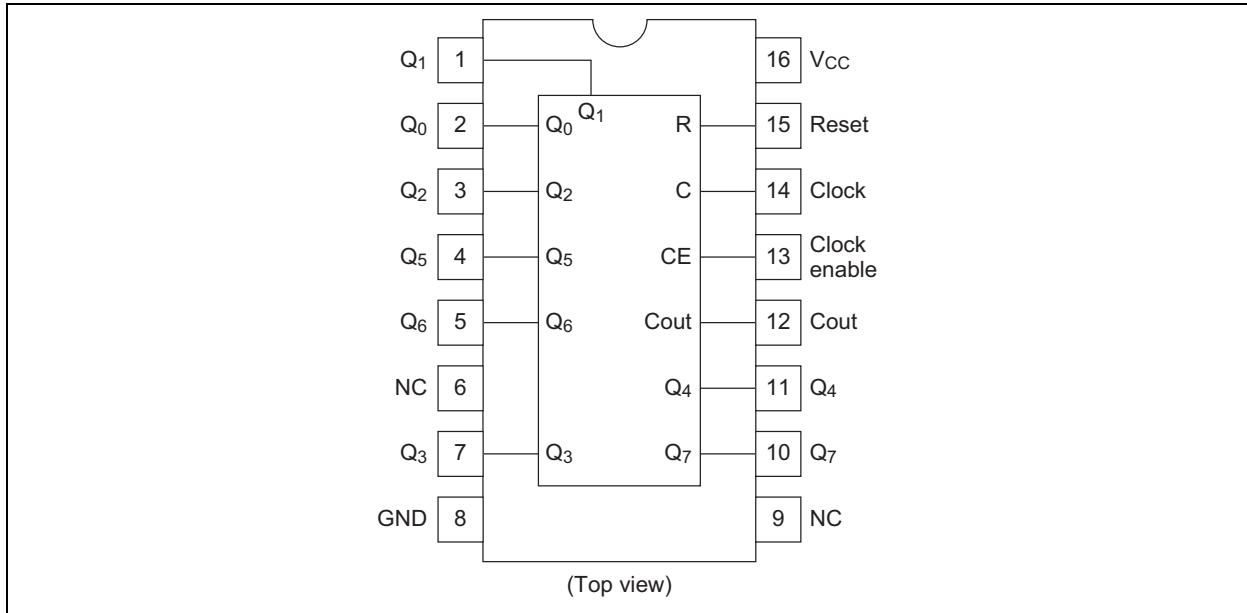 Q1 1 16 VCC
Q1
Q0 2 Q0 R 15 Reset
Q2 3 Q2 C 14 Clock
Q5 4 Q5 CE 13 Clock enable
Q6 5 Q6 Cout 12 Cout
NC 6 Q4 11 Q4
Q3 7 Q3 Q7 10 Q7
GND 8 9 NC
(Top view)